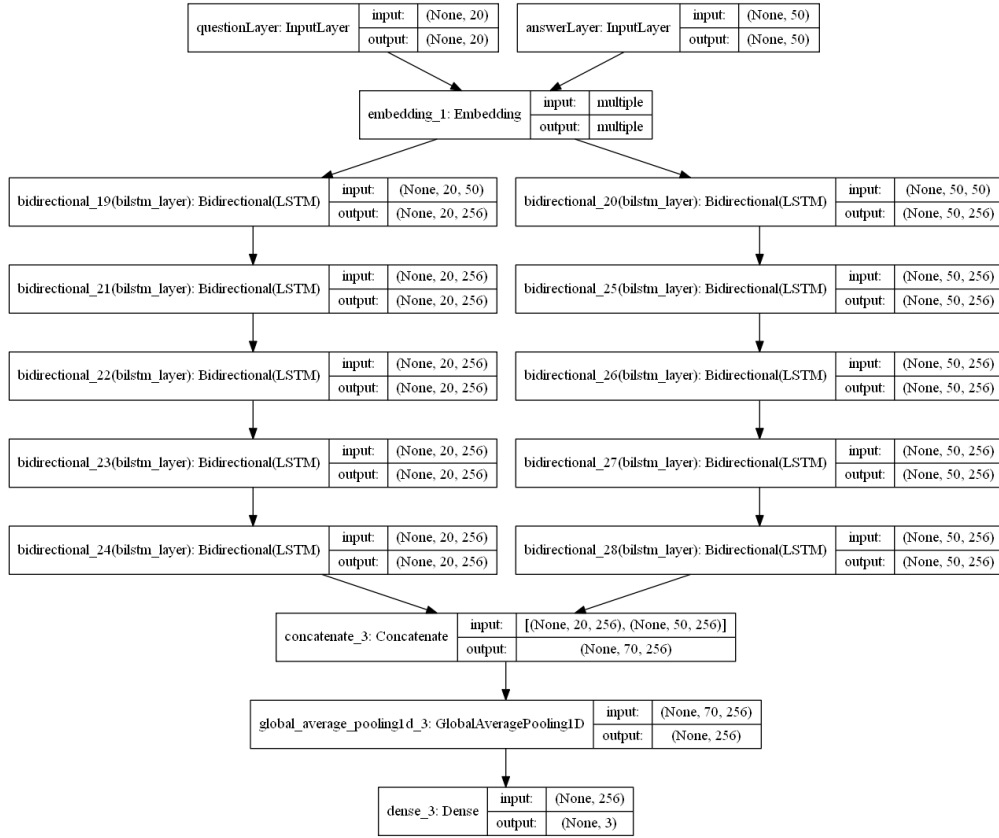 questionLayer: InputLayer input: (None, 20) output: (None, 20)
answerLayer: InputLayer input: (None, 50) output: (None, 50)
embedding_1: Embedding input: multiple output: multiple
bidirectional_19(bilstm_layer): Bidirectional(LSTM) input: (None, 20, 50) output: (None, 20, 256)
bidirectional_20(bilstm_layer): Bidirectional(LSTM) input: (None, 50, 50) output: (None, 50, 256)
bidirectional_21(bilstm_layer): Bidirectional(LSTM) input: (None, 20, 256) output: (None, 20, 256)
bidirectional_25(bilstm_layer): Bidirectional(LSTM) input: (None, 50, 256) output: (None, 50, 256)
bidirectional_22(bilstm_layer): Bidirectional(LSTM) input: (None, 20, 256) output: (None, 20, 256)
bidirectional_26(bilstm_layer): Bidirectional(LSTM) input: (None, 50, 256) output: (None, 50, 256)
bidirectional_23(bilstm_layer): Bidirectional(LSTM) input: (None, 20, 256) output: (None, 20, 256)
bidirectional_27(bilstm_layer): Bidirectional(LSTM) input: (None, 50, 256) output: (None, 50, 256)
bidirectional_24(bilstm_layer): Bidirectional(LSTM) input: (None, 20, 256) output: (None, 20, 256)
bidirectional_28(bilstm_layer): Bidirectional(LSTM) input: (None, 50, 256) output: (None, 50, 256)
concatenate_3: Concatenate input: [(None, 20, 256), (None, 50, 256)] output: (None, 70, 256)
global_average_pooling1d_3: GlobalAveragePooling1D input: (None, 70, 256) output: (None, 256)
dense_3: Dense input: (None, 256) output: (None, 3)